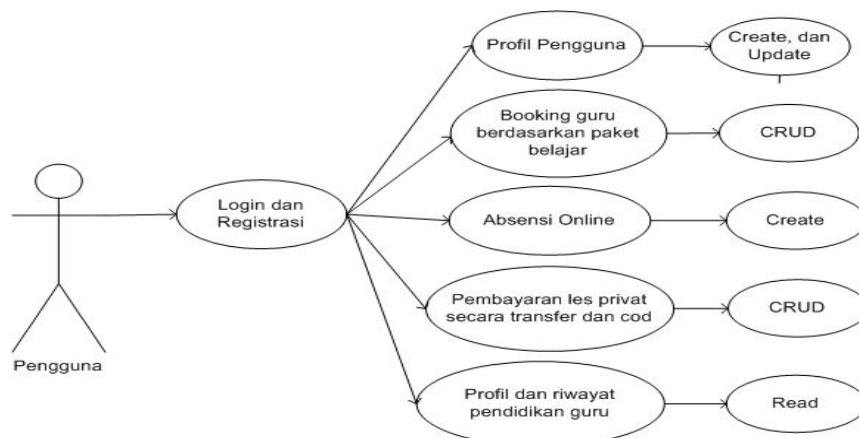 Profil Pengguna
Create, dan
Update
Booking guru
berdasarkan paket
belajar
CRUD
Login dan
Registrasi
Absensi Online
Create
Pembayaran les privat
secara transfer dan cod
CRUD
Pengguna
Profil dan riwayat
pendidikan guru
Read